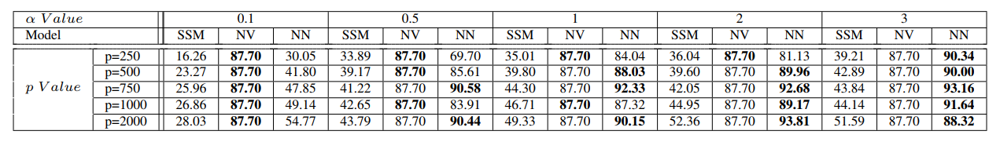 α Value 0.1 0.5 1 2 3
Model SSM NV NN SSM NV NN SSM NV NN SSM NV NN SSM NV NN
p=250 16.26 87.70 30.05 33.89 87.70 69.70 35.01 87.70 84.04 36.04 87.70 81.13 39.21 87.70 90.34
p=500 23.27 87.70 41.80 39.17 87.70 85.61 39.80 87.70 88.03 39.60 87.70 89.96 42.89 87.70 90.00
p Value p=750 25.96 87.70 47.85 41.22 87.70 90.58 44.30 87.70 92.33 42.05 87.70 92.68 43.84 87.70 93.16
p=1000 26.86 87.70 49.14 42.65 87.70 83.91 46.71 87.70 87.32 44.95 87.70 89.17 44.14 87.70 91.64
p=2000 28.03 87.70 54.77 43.79 87.70 90.44 49.33 87.70 90.15 52.36 87.70 93.81 51.59 87.70 88.32